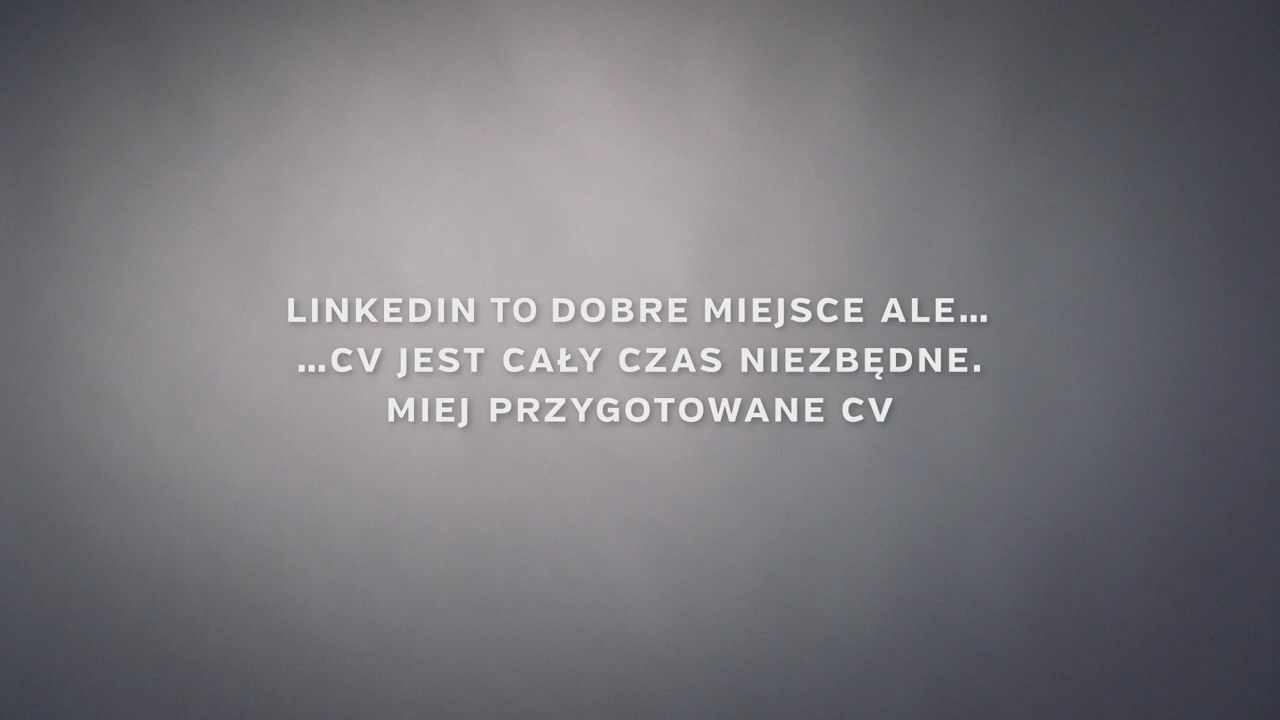 LINKEDIN TO DOBRE MIEJSCE ALE...
...CV JEST CAŁY CZAS NIEZBĘDNE.
MIEJ PRZYGOTOWANE CV